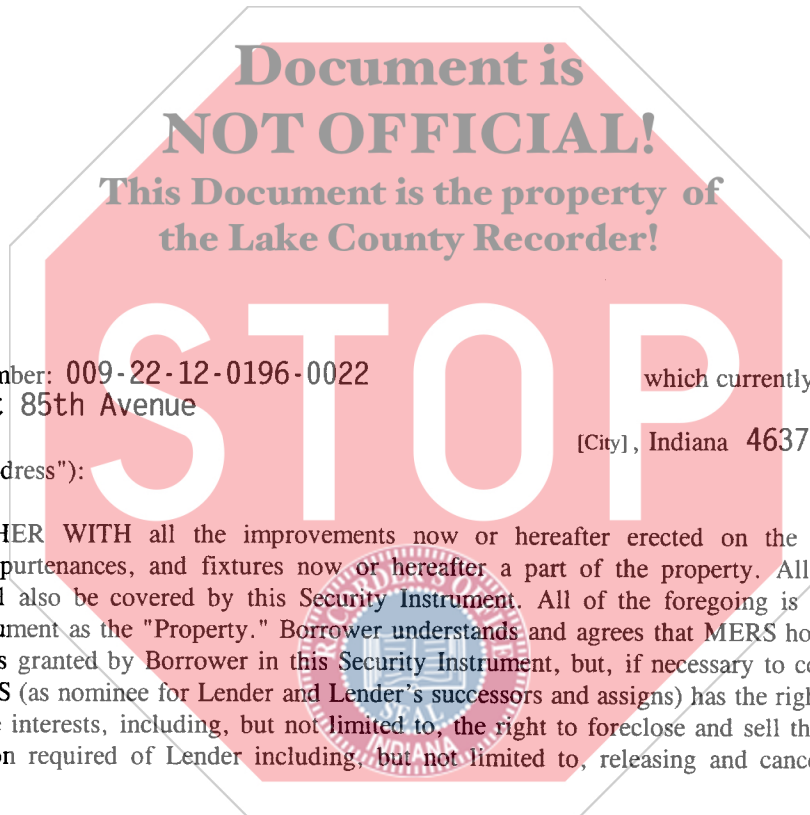 Document is
NOT OFFICIAL!
This Document is the property of
the Lake County Recorder!
STOP
mber: 009-22-12-0196-0022 which currently
t 85th Avenue
[City], Indiana 4637
dress"):
HER WITH all the improvements now or hereafter erected on the
purtenances, and fixtures now or hereafter a part of the property. All
l also be covered by this Security Instrument. All of the foregoing is
ument as the "Property." Borrower understands and agrees that MERS ho
s granted by Borrower in this Security Instrument, but, if necessary to co
S (as nominee for Lender and Lender's successors and assigns) has the righ
e interests, including, but not limited to, the right to foreclose and sell th
on required of Lender including, but not limited to, releasing and cance
RECORDER'S OFFICE
SEAL
INDIANA